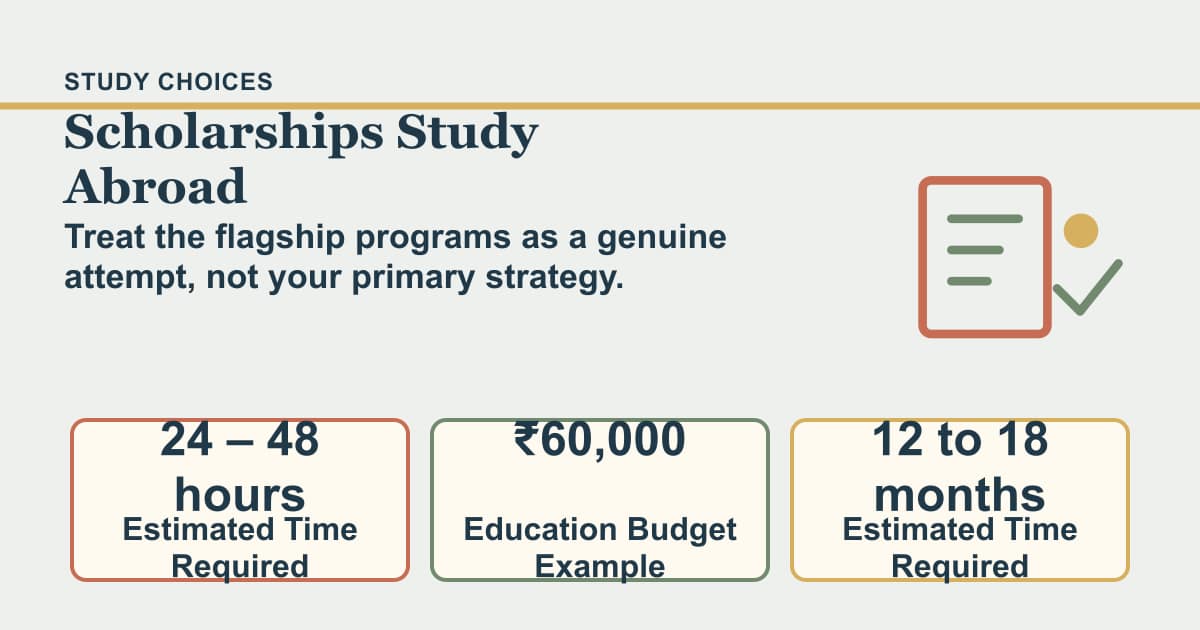 STUDY CHOICES
Scholarships Study
Abroad
Treat the flagship programs as a genuine
attempt, not your primary strategy.
24 – 48
hours
Estimated Time
Required
₹60,000
Education Budget
Example
12 to 18
months
Estimated Time
Required